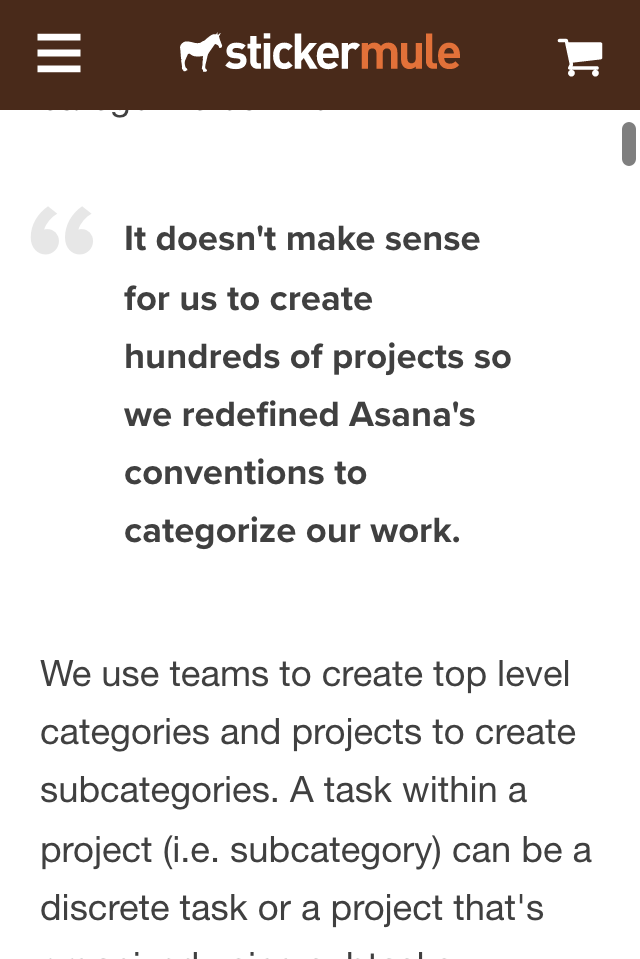 stickermule
It doesn't make sense
for us to create
hundreds of projects so
we redefined Asana's
conventions to
categorize our work.
We use teams to create top level
categories and projects to create
subcategories. A task within a
project (i.e. subcategory) can be a
discrete task or a project that's